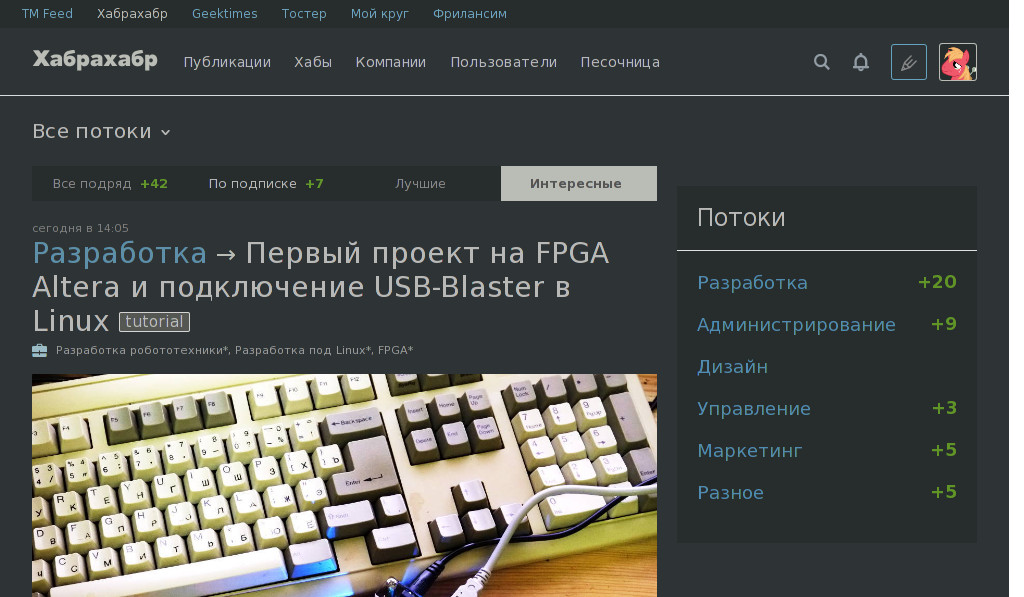 TM Feed Хабрахабр Geektimes Тостер Мой круг Фрилансим
Хабрахабр Публикации Хабы Компании Пользователи Песочница
Все потоки
Все подряд +42 По подписке +7 Лучшие Интересные
сегодня в 14:05
Разработка → Первый проект на FPGA
Altera и подключение USB-Blaster в
Linux tutorial
Разработка робототехники*, Разработка под Linux*, FPGA*
Потоки
Разработка +20
Администрирование +9
Дизайн
Управление +3
Маркетинг +5
Разное +5